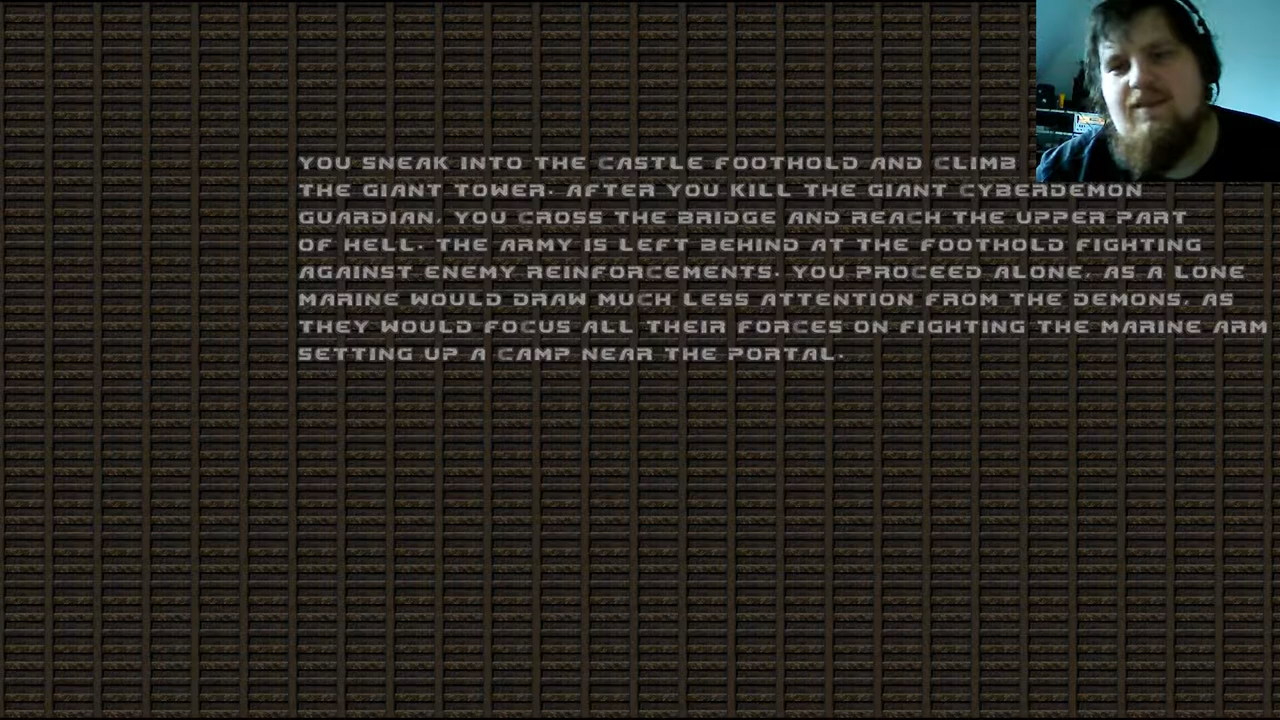 YOU SNEAK INTO THE CASTLE FOOTHOLD AND CLIMB
THE GIANT TOWER. AFTER YOU KILL THE GIANT CYBERDEMON
GUARDIAN, YOU CROSS THE BRIDGE AND REACH THE UPPER PART
OF HELL. THE ARMY IS LEFT BEHIND AT THE FOOTHOLD FIGHTING
AGAINST ENEMY REINFORCEMENTS. YOU PROCEED ALONE, AS A LONE
MARINE WOULD DRAW MUCH LESS ATTENTION FROM THE DEMONS, AS
THEY WOULD FOCUS ALL THEIR FORCES ON FIGHTING THE MARINE ARM
SETTING UP A CAMP NEAR THE PORTAL.